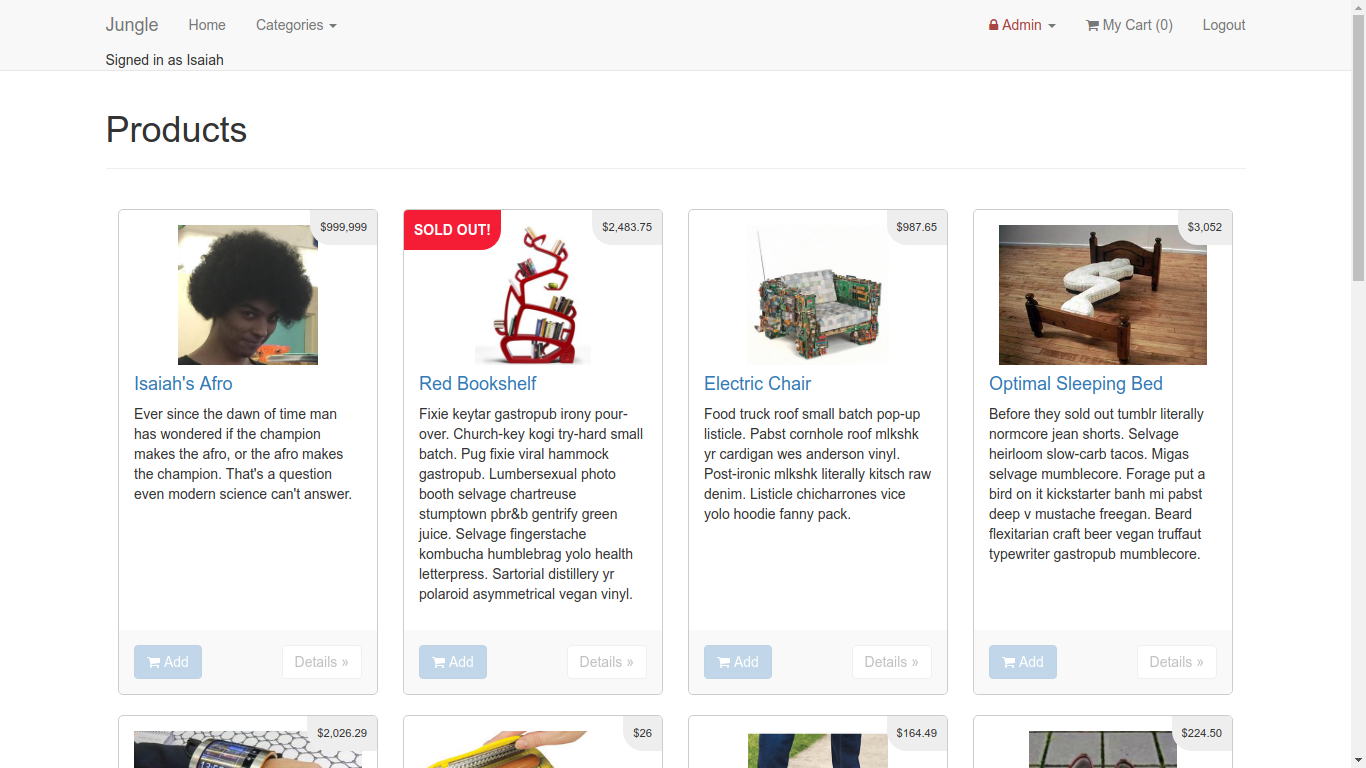 Jungle Home Categories Admin My Cart (0) Logout
Signed in as Isaiah
Products
$999,999
Isaiah's Afro
Ever since the dawn of time man
has wondered if the champion
makes the afro, or the afro makes
the champion. That's a question
even modern science can't answer.
Add Details »
SOLD OUT! $2,483.75
Red Bookshelf
Fixie keytar gastropub irony pour-
over. Church-key kogi try-hard small
batch. Pug fixie viral hammock
gastropub. Lumbersexual photo
booth selvage chartreuse
stumptown pbr&b gentrify green
juice. Selvage fingerstache
kombucha humblebrag yolo health
letterpress. Sartorial distillery yr
polaroid asymmetrical vegan vinyl.
Add Details »
$987.65
Electric Chair
Food truck roof small batch pop-up
listicle. Pabst cornhole roof mlkshk
yr cardigan wes anderson vinyl.
Post-ironic mlkshk literally kitsch raw
denim. Listicle chicharrones vice
yolo hoodie fanny pack.
Add Details »
$3,052
Optimal Sleeping Bed
Before they sold out tumblr literally
normcore jean shorts. Selvage
heirloom slow-carb tacos. Migas
selvage mumblecore. Forage put a
bird on it kickstarter banh mi pabst
deep v mustache freegan. Beard
flexitarian craft beer vegan truffaut
typewriter gastropub mumblecore.
Add Details »
$2,026.29
$26
$164.49
$224.50